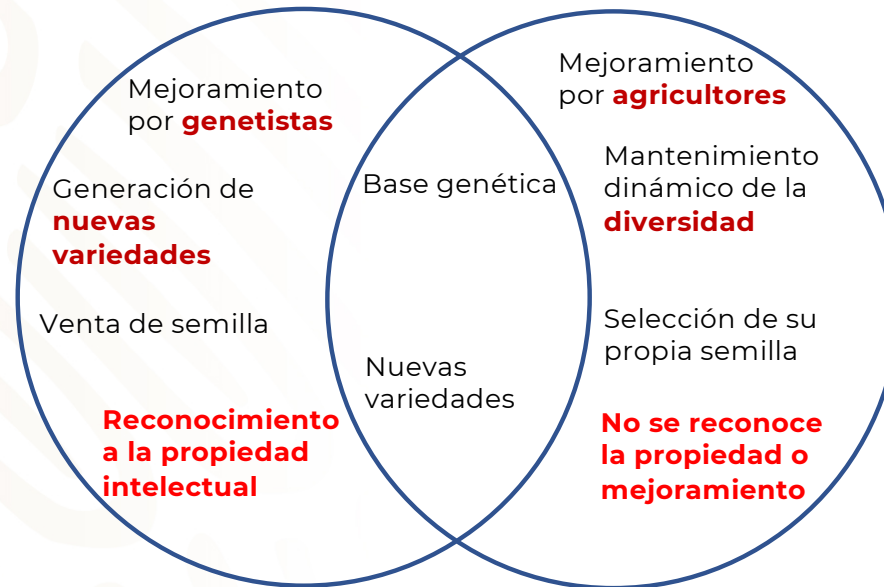 Mejoramiento
por genetistas
Generación de
nuevas
variedades
Venta de semilla
Reconocimiento
a la propiedad
intelectual
Base genética
Nuevas
variedades
Mejoramiento
por agricultores
Mantenimiento
dinámico de la
diversidad
Selección de su
propia semilla
No se reconoce
la propiedad o
mejoramiento